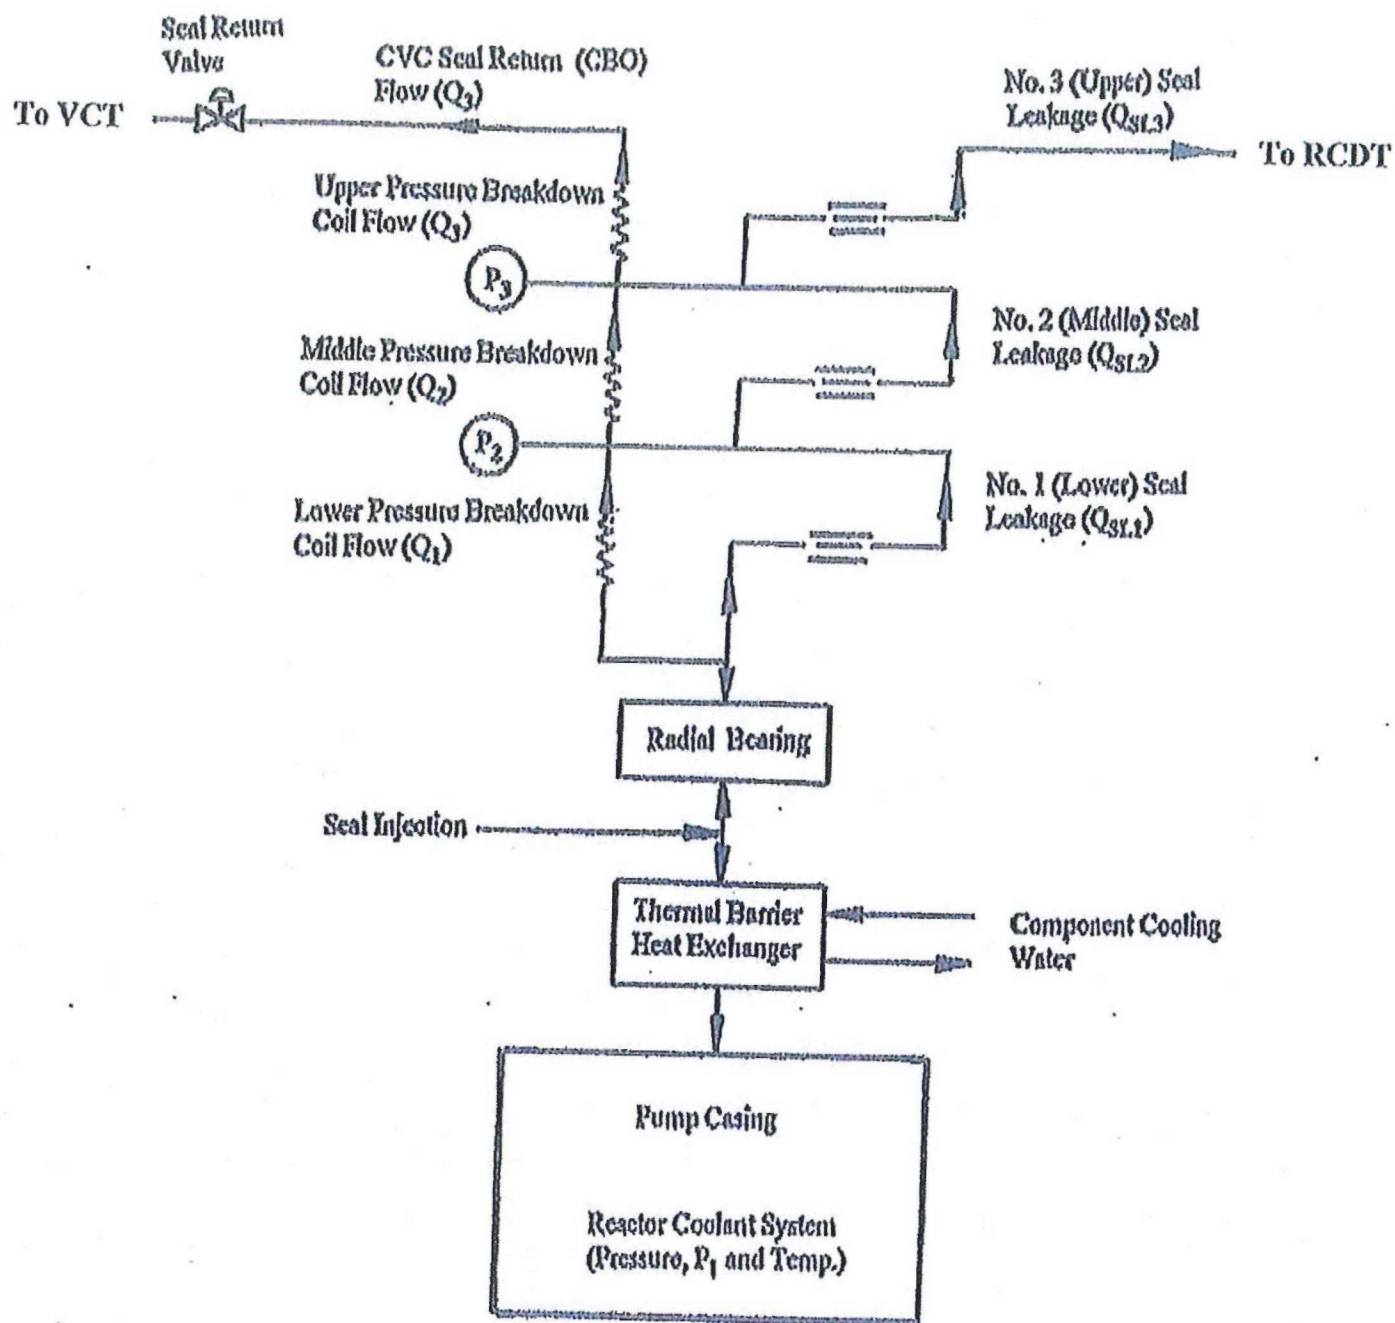 Seal Return
Valve
CVC Seal Return (CBO)
Flow (Q3)
No. 3 (Upper) Seal
Leakage (QSL3)
To VCT
To RCDT
Upper Pressure Breakdown
Coil Flow (Q3)
P3
No. 2 (Middle) Seal
Leakage (QSL2)
Middle Pressure Breakdown
Coil Flow (Q2)
P2
No. 1 (Lower) Seal
Leakage (QSL1)
Lower Pressure Breakdown
Coil Flow (Q1)
Radial Bearing
Seal Injection
Thermal Barrier
Heat Exchanger
Component Cooling
Water
Pump Casing
Reactor Coolant System
(Pressure, P1 and Temp.)